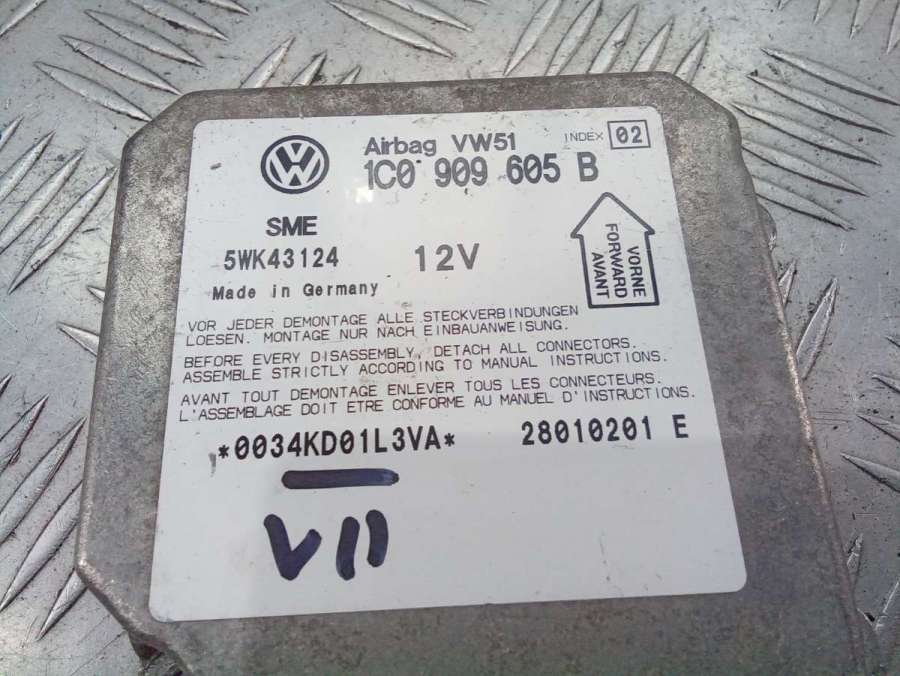 Airbag VW51 INDEX 02
1C0 909 605 B
SME
5WK43124 12V
Made in Germany
VORNE
FORWARD
AVANT
VOR JEDER DEMONTAGE ALLE STECKVERBINDUNGEN
LOESEN. MONTAGE NUR NACH EINBAUANWEISUNG.
BEFORE EVERY DISASSEMBLY, DETACH ALL CONNECTORS.
ASSEMBLE STRICTLY ACCORDING TO MANUAL INSTRUCTIONS.
AVANT TOUT DEMONTAGE ENLEVER TOUS LES CONNECTEURS.
L'ASSEMBLAGE DOIT ETRE CONFORME AU MANUEL D'INSTRUCTIONS.
*0034KD01L3VA* 28010201 E
VII